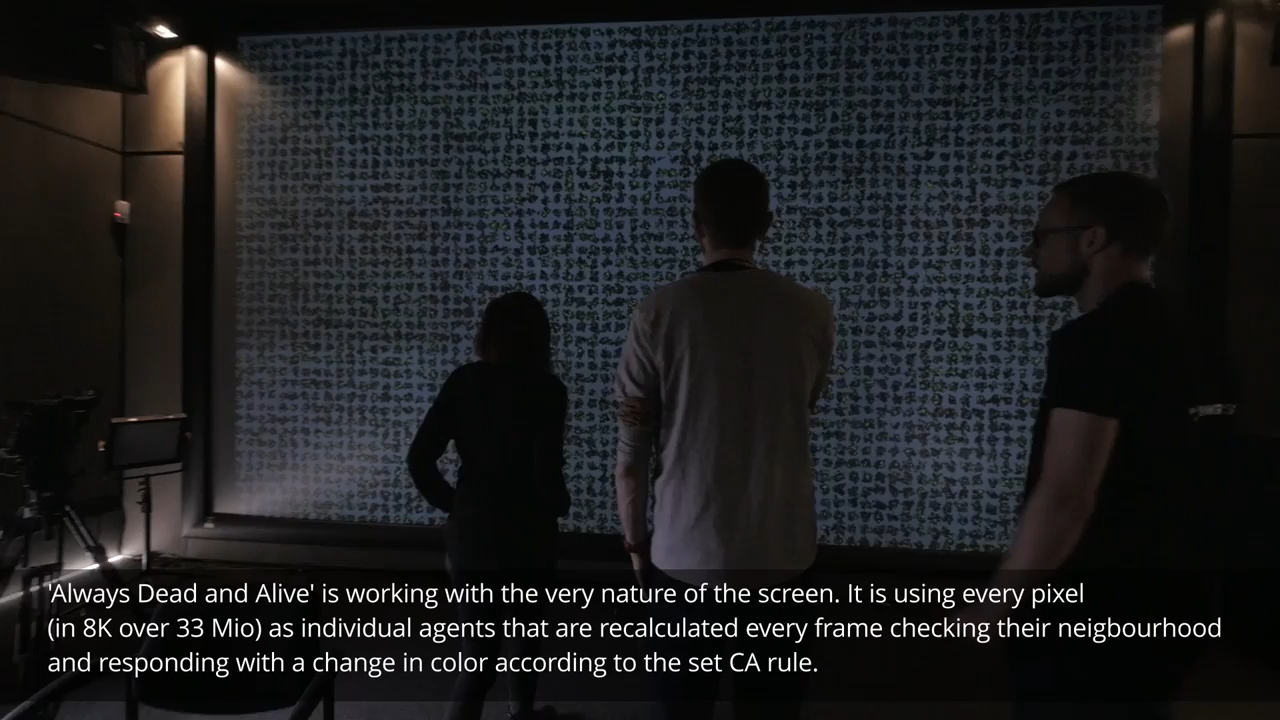 'Always Dead and Alive' is working with the very nature of the screen. It is using every pixel
(in 8K over 33 Mio) as individual agents that are recalculated every frame checking their neigbourhood
and responding with a change in color according to the set CA rule.